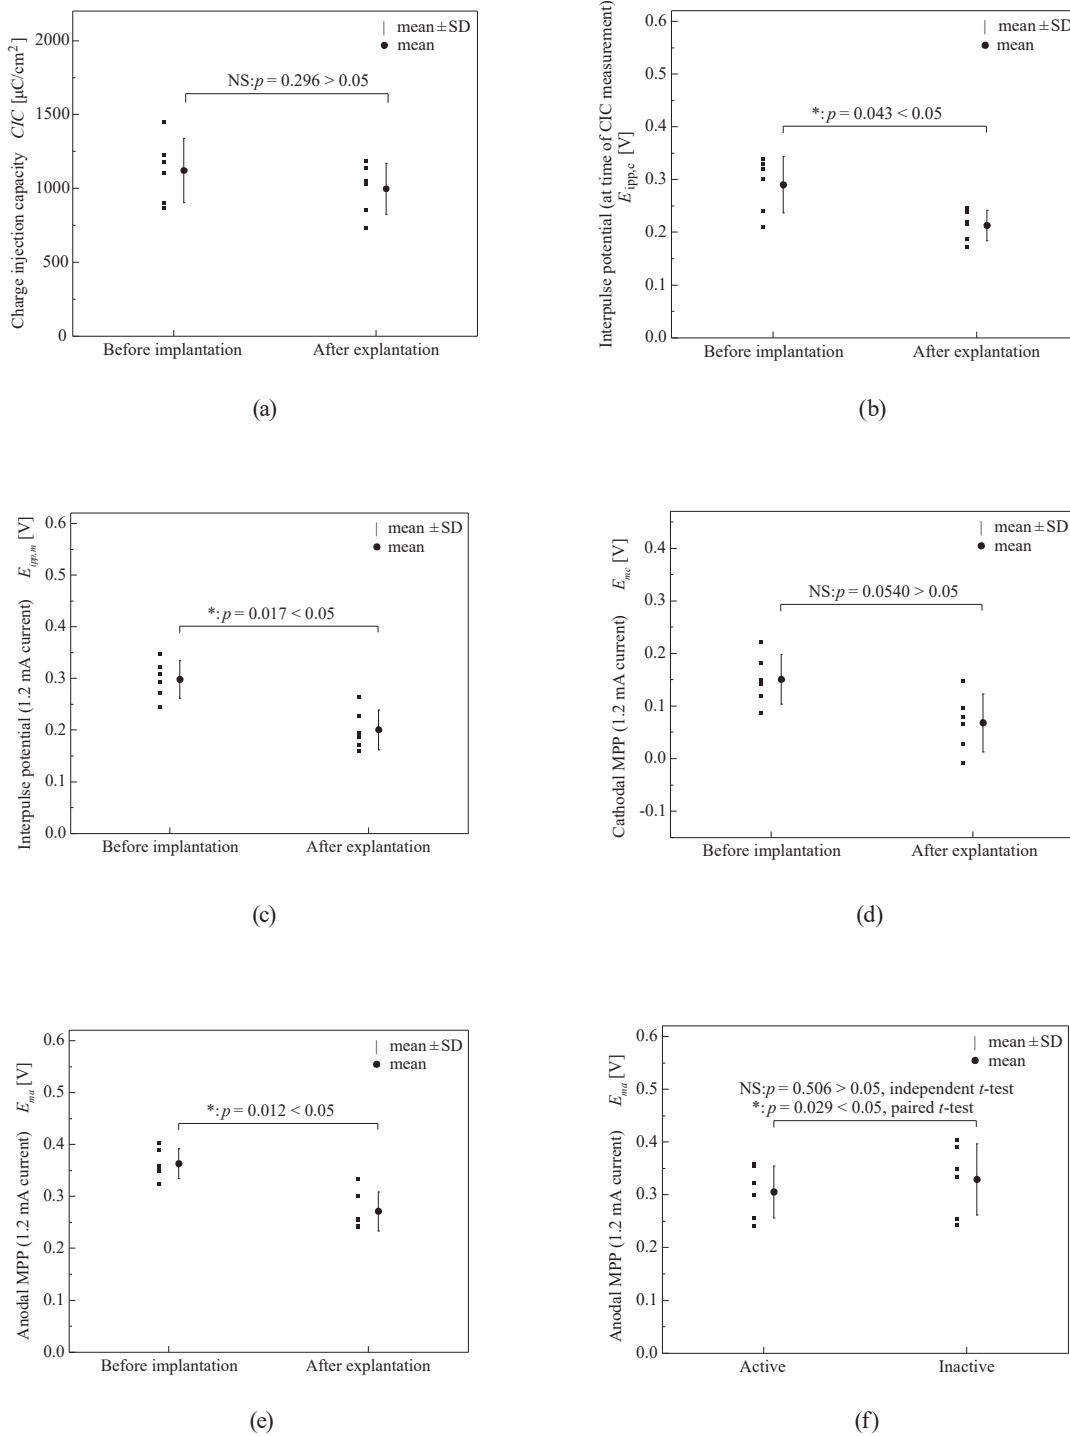 Charge injection capacity CIC [μC/cm²]
2000
1500
1000
500
0
mean ± SD
mean
NS: p = 0.296 > 0.05
Before implantation
After explantation
(a)
Interpulse potential (at time of CIC measurement)
E ipp,c [V]
0.6
0.5
0.4
0.3
0.2
0.1
0.0
mean ± SD
mean
*: p = 0.043 < 0.05
Before implantation
After explantation
(b)
Interpulse potential (1.2 mA current) E ipp,m [V]
0.6
0.5
0.4
0.3
0.2
0.1
0.0
mean ± SD
mean
*: p = 0.017 < 0.05
Before implantation
After explantation
(c)
Cathodal MPP (1.2 mA current) E mc [V]
0.4
0.3
0.2
0.1
0.0
-0.1
mean ± SD
mean
NS: p = 0.0540 > 0.05
Before implantation
After explantation
(d)
Anodal MPP (1.2 mA current) E ma [V]
0.6
0.5
0.4
0.3
0.2
0.1
0.0
mean ± SD
mean
*: p = 0.012 < 0.05
Before implantation
After explantation
(e)
Anodal MPP (1.2 mA current) E ma [V]
0.6
0.5
0.4
0.3
0.2
0.1
0.0
mean ± SD
mean
NS: p = 0.506 > 0.05, independent t-test
*: p = 0.029 < 0.05, paired t-test
Active
Inactive
(f)